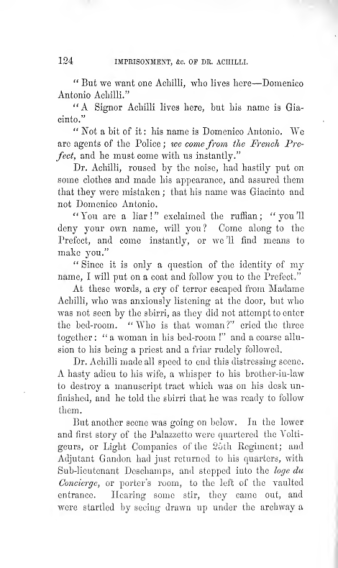 124 IMPRISONMENT, &c. OF DR. ACHILLI.
" But we want one Achilli, who lives here—Domenico
Antonio Achilli."
" A Signor Achilli lives here, but his name is Gia-
cinto."
" Not a bit of it: his name is Domenico Antonio. We
are agents of the Police; we come from the French Pre-
fect, and he must come with us instantly."
Dr. Achilli, roused by the noise, had hastily put on
some clothes and made his appearance, and assured them
that they were mistaken; that his name was Giacinto and
not Domenico Antonio.
" You are a liar!" exclaimed the ruffian; " you 'll
deny your own name, will you? Come along to the
Prefect, and come instantly, or we 'll find means to
make you."
" Since it is only a question of the identity of my
name, I will put on a coat and follow you to the Prefect."
At these words, a cry of terror escaped from Madame
Achilli, who was anxiously listening at the door, but who
was not seen by the sbirri, as they did not attempt to enter
the bed-room. " Who is that woman?" cried the three
together: " a woman in his bed-room!" and a coarse allu-
sion to his being a priest and a friar rudely followed.
Dr. Achilli made all speed to end this distressing scene.
A hasty adieu to his wife, a whisper to his brother-in-law
to destroy a manuscript tract which was on his desk un-
finished, and he told the sbirri that he was ready to follow
them.
But another scene was going on below. In the lower
and first story of the Palazzetto were quartered the Volti-
geurs, or Light Companies of the 25th Regiment; and
Adjutant Gandon had just returned to his quarters, with
Sub-lieutenant Deschamps, and stepped into the loge du
Concierge, or porter's room, to the left of the vaulted
entrance. Hearing some stir, they came out, and
were startled by seeing drawn up under the archway a